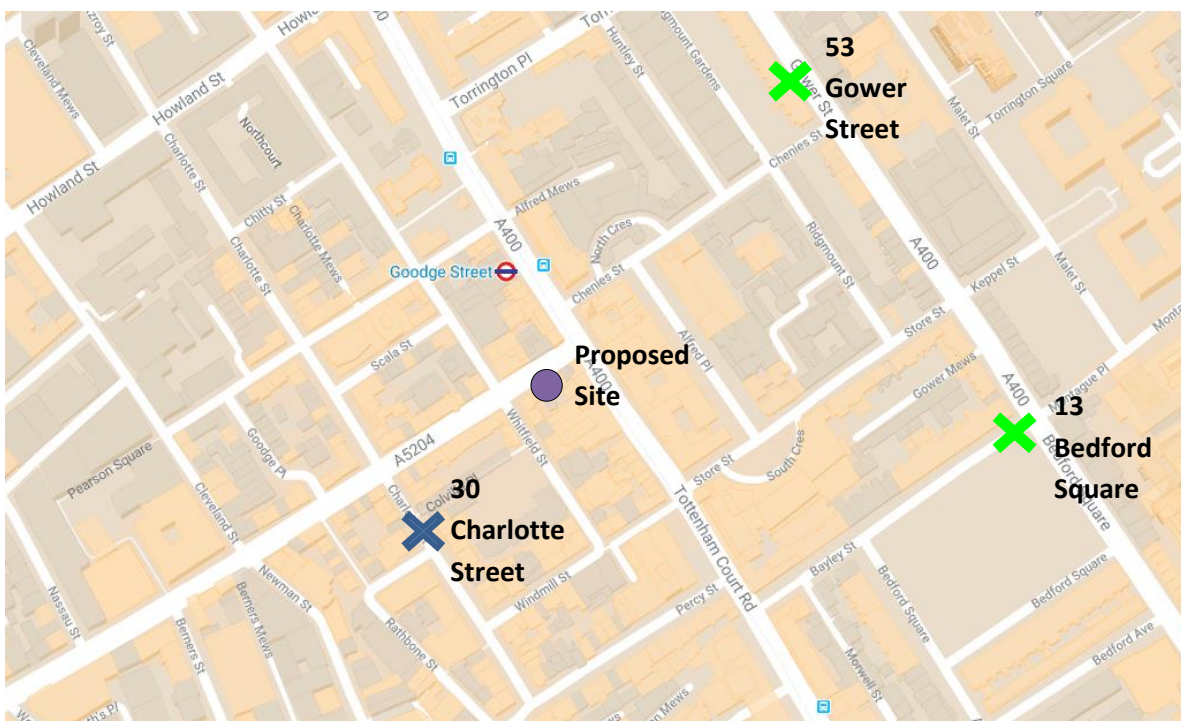 53
Gower
Street
Proposed
Site
13
Bedford
Square
30
Charlotte
Street
Cleveland Mews
Howland St
Howland St
Torrington Pl
Huntley St
Ridgmount Gardens
Gower St
Malet St
Torrington Square
Charlotte St
Northcourt
Chitty St
Charlotte Mews
Alfred Mews
Chenies St
A400
North Cres
Goodge Street
Ridgmount St
A400
Keppel St
Malet St
Charlotte St
Chenies St
Store St
Scala St
A400
Alfred Pl
Gower Mews
A400
Montague Pl
Whitfield St
A5204
Goodge Pl
Pearson Square
Cleveland St
Store St
South Cres
Bedford Square
Tottenham Court Rd
Bayley St
Windmill St
Percy St
Newman St
Rathbone St
Berners Mews
Berners St
Nassau St
Bedford Square
Bedford Square
Morwell St
Bedford Ave